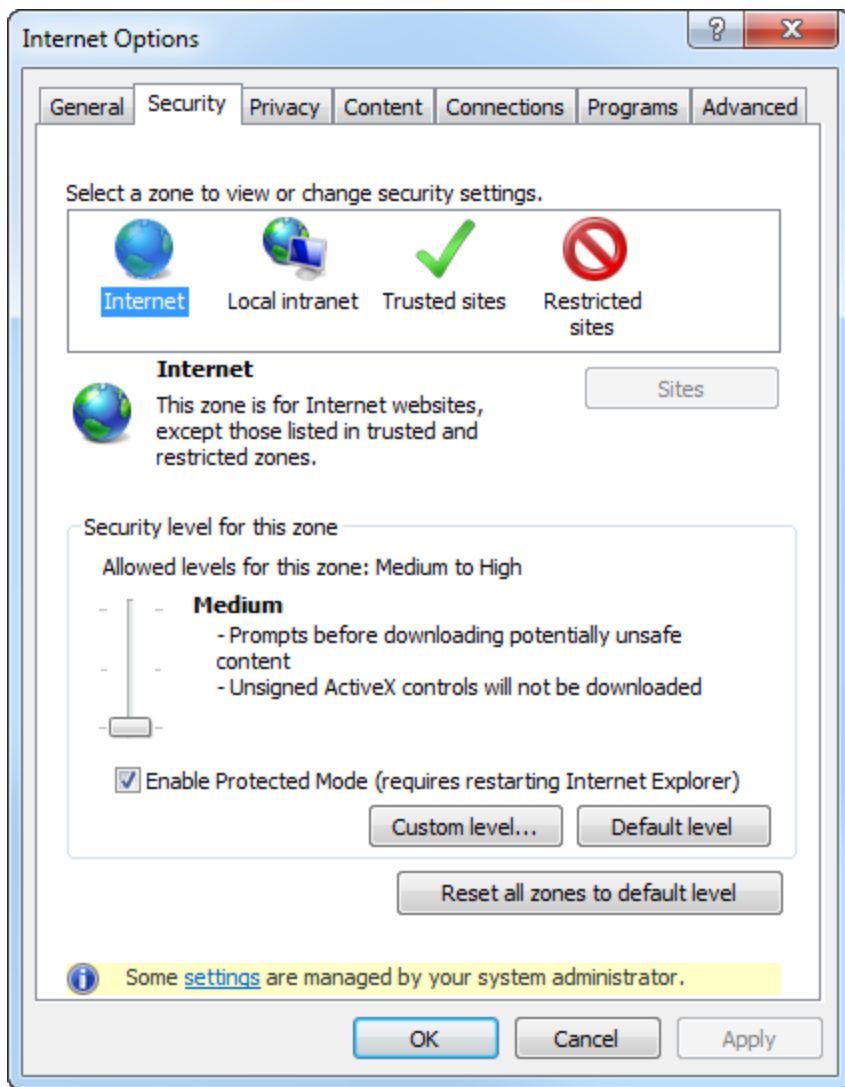 Internet Options
General Security Privacy Content Connections Programs Advanced
Select a zone to view or change security settings.
Internet Local intranet Trusted sites Restricted
sites
Internet
Sites
This zone is for Internet websites,
except those listed in trusted and
restricted zones.
Security level for this zone
Allowed levels for this zone: Medium to High
Medium
- Prompts before downloading potentially unsafe
content
- Unsigned ActiveX controls will not be downloaded
Enable Protected Mode (requires restarting Internet Explorer)
Custom level... Default level
Reset all zones to default level
Some settings are managed by your system administrator.
OK Cancel Apply